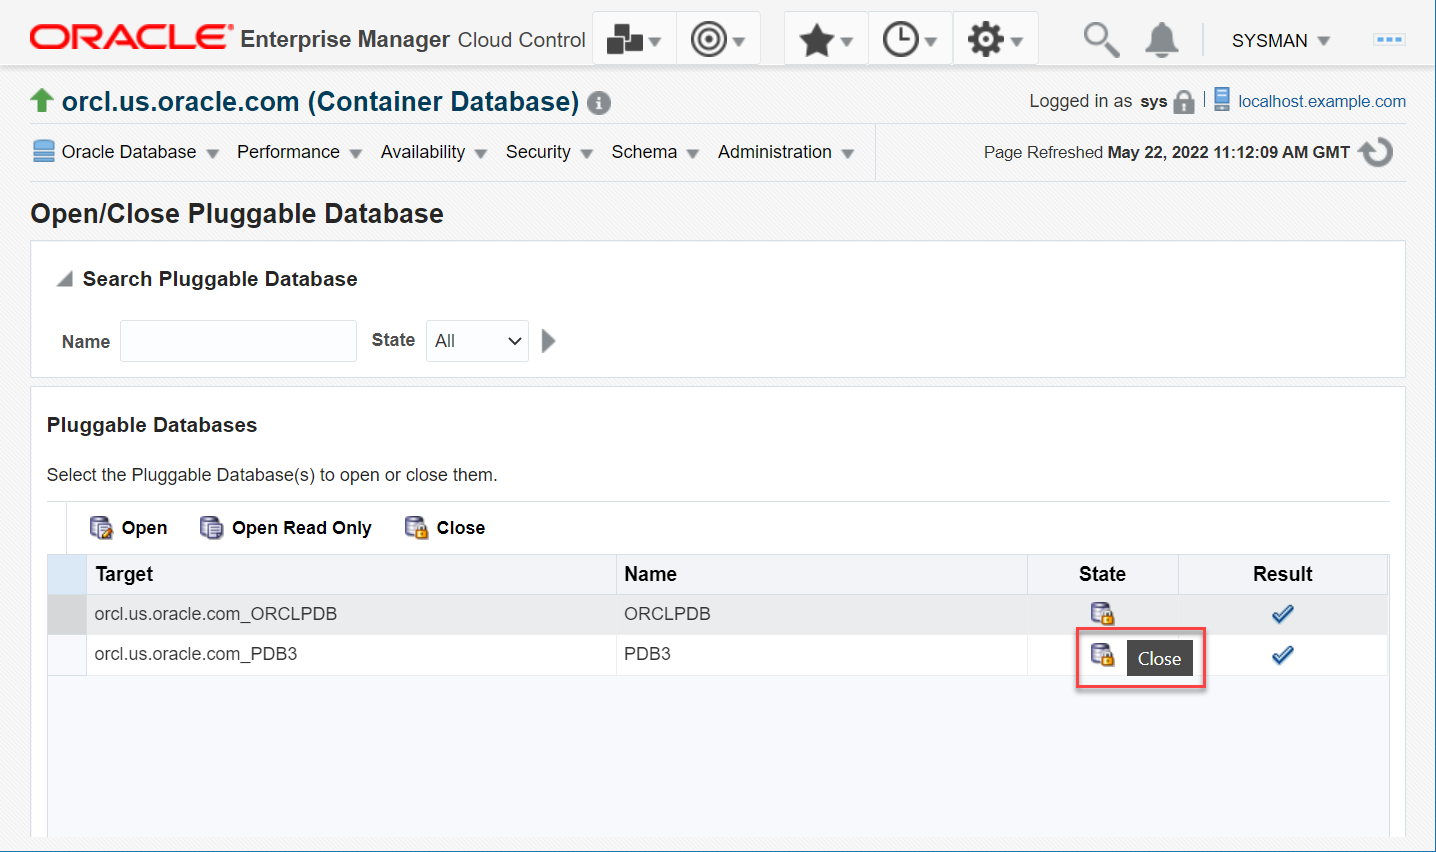 ORACLE Enterprise Manager Cloud Control SYSMAN
orcl.us.oracle.com (Container Database) Logged in as sys localhost.example.com
Oracle Database Performance Availability Security Schema Administration Page Refreshed May 22, 2022 11:12:09 AM GMT
Open/Close Pluggable Database
Search Pluggable Database
Name State All
Pluggable Databases
Select the Pluggable Database(s) to open or close them.
Open Open Read Only Close
Target Name State Result
orcl.us.oracle.com_ORCLPDB ORCLPDB
orcl.us.oracle.com_PDB3 PDB3 Close